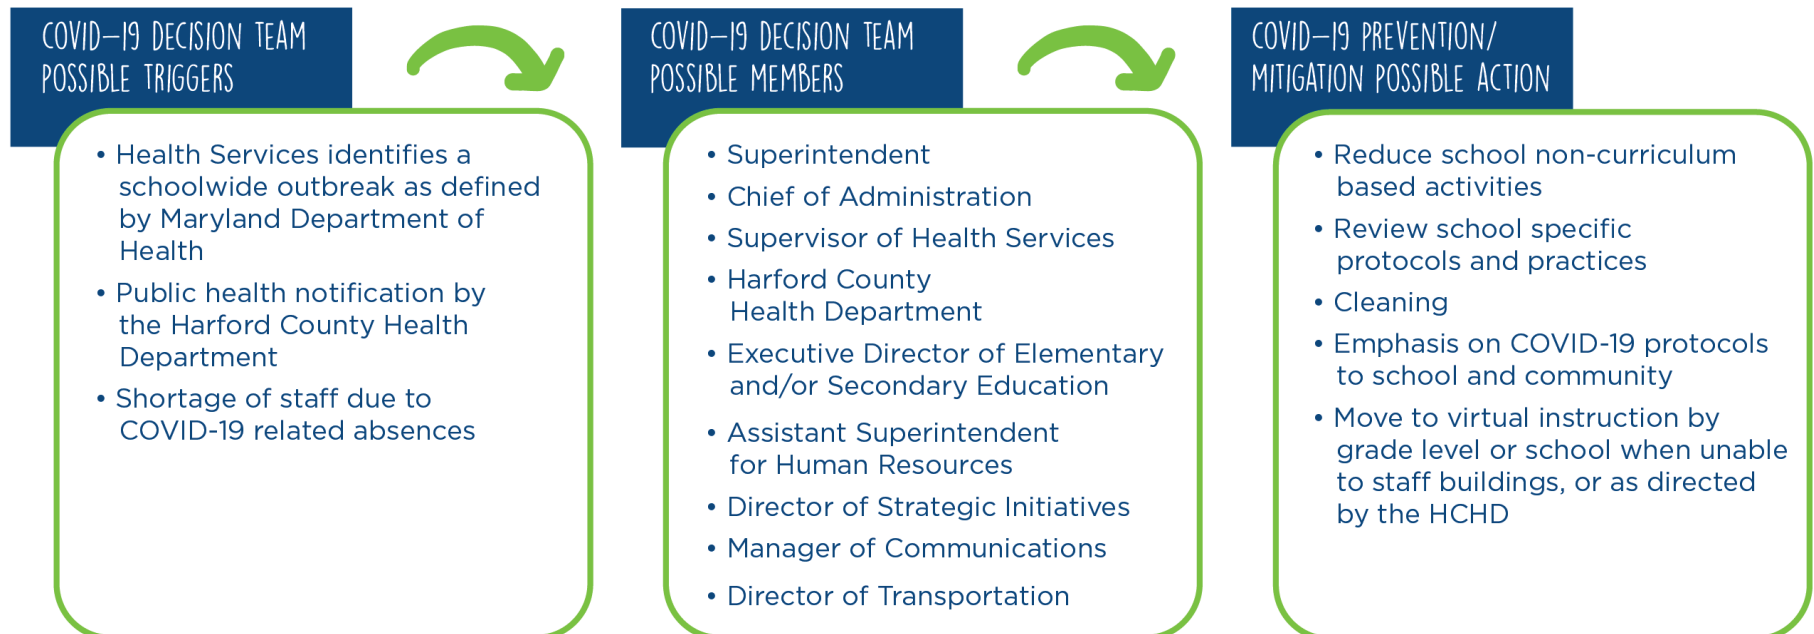 COVID-19 DECISION TEAM
POSSIBLE TRIGGERS
• Health Services identifies a
schoolwide outbreak as defined
by Maryland Department of
Health
• Public health notification by
the Harford County Health
Department
• Shortage of staff due to
COVID-19 related absences
COVID-19 DECISION TEAM
POSSIBLE MEMBERS
• Superintendent
• Chief of Administration
• Supervisor of Health Services
• Harford County
Health Department
• Executive Director of Elementary
and/or Secondary Education
• Assistant Superintendent
for Human Resources
• Director of Strategic Initiatives
• Manager of Communications
• Director of Transportation
COVID-19 PREVENTION/
MITIGATION POSSIBLE ACTION
• Reduce school non-curriculum
based activities
• Review school specific
protocols and practices
• Cleaning
• Emphasis on COVID-19 protocols
to school and community
• Move to virtual instruction by
grade level or school when unable
to staff buildings, or as directed
by the HCHD